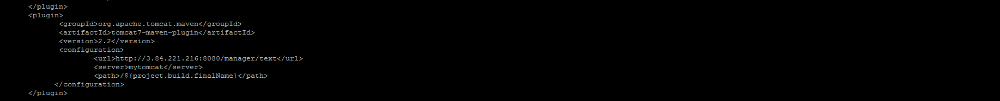 </plugin>
<plugin>
<groupId>org.apache.tomcat.maven</groupId>
<artifactId>tomcat7-maven-plugin</artifactId>
<version>2.2</version>
<configuration>
<url>http://3.84.221.216:8080/manager/text</url>
<server>mytomcat</server>
<path>/${project.build.finalName}</path>
</configuration>
</plugin>